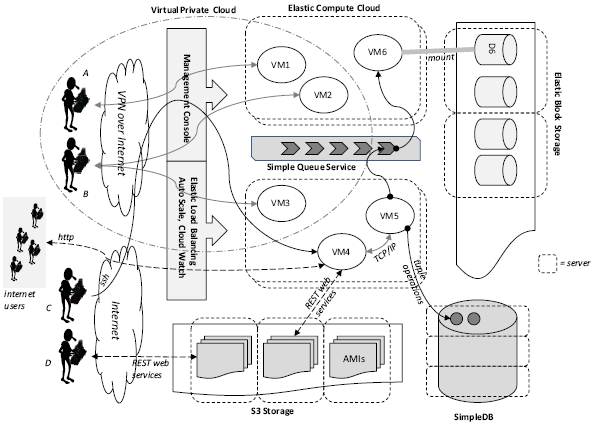 Virtual Private Cloud
Elastic Compute Cloud
A
VPN over Internet
B
Management Console
Elastic Load Balancing
Auto Scale, Cloud Watch
VM1
VM2
VM6
mount
D6
Elastic Block Storage
Simple Queue Service
VM3
VM5
VM4
TCP/IP
tuple
operations
= server
http
internet
users
ssh
C
Internet
D
REST web
services
REST web
services
AMIs
S3 Storage
SimpleDB